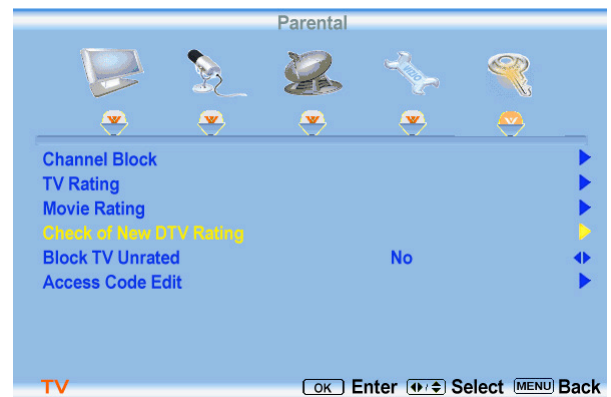 Parental
Channel Block
TV Rating
Movie Rating
Check of New DTV Rating
Block TV Unrated No
Access Code Edit
TV OK Enter / Select MENU Back